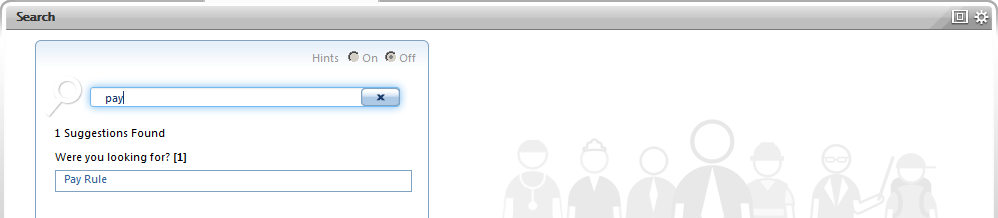 Search
Hints On Off
pay
1 Suggestions Found
Were you looking for? [1]
Pay Rule